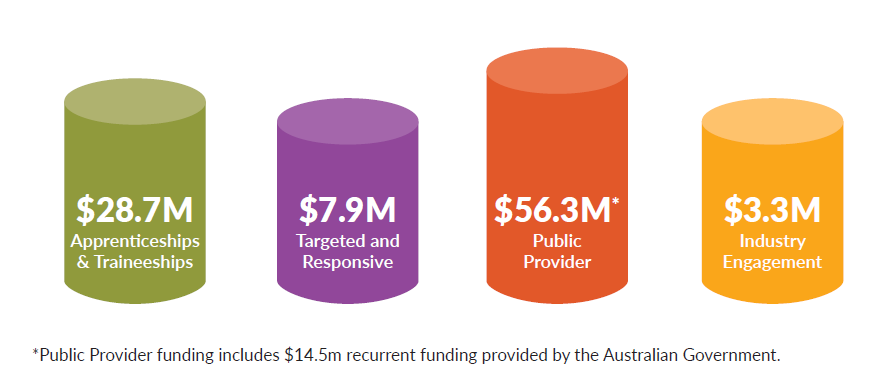 $28.7M
Apprenticeships
& Traineeships
$7.9M
Targeted and
Responsive
$56.3M*
Public
Provider
$3.3M
Industry
Engagement
*Public Provider funding includes $14.5m recurrent funding provided by the Australian Government.